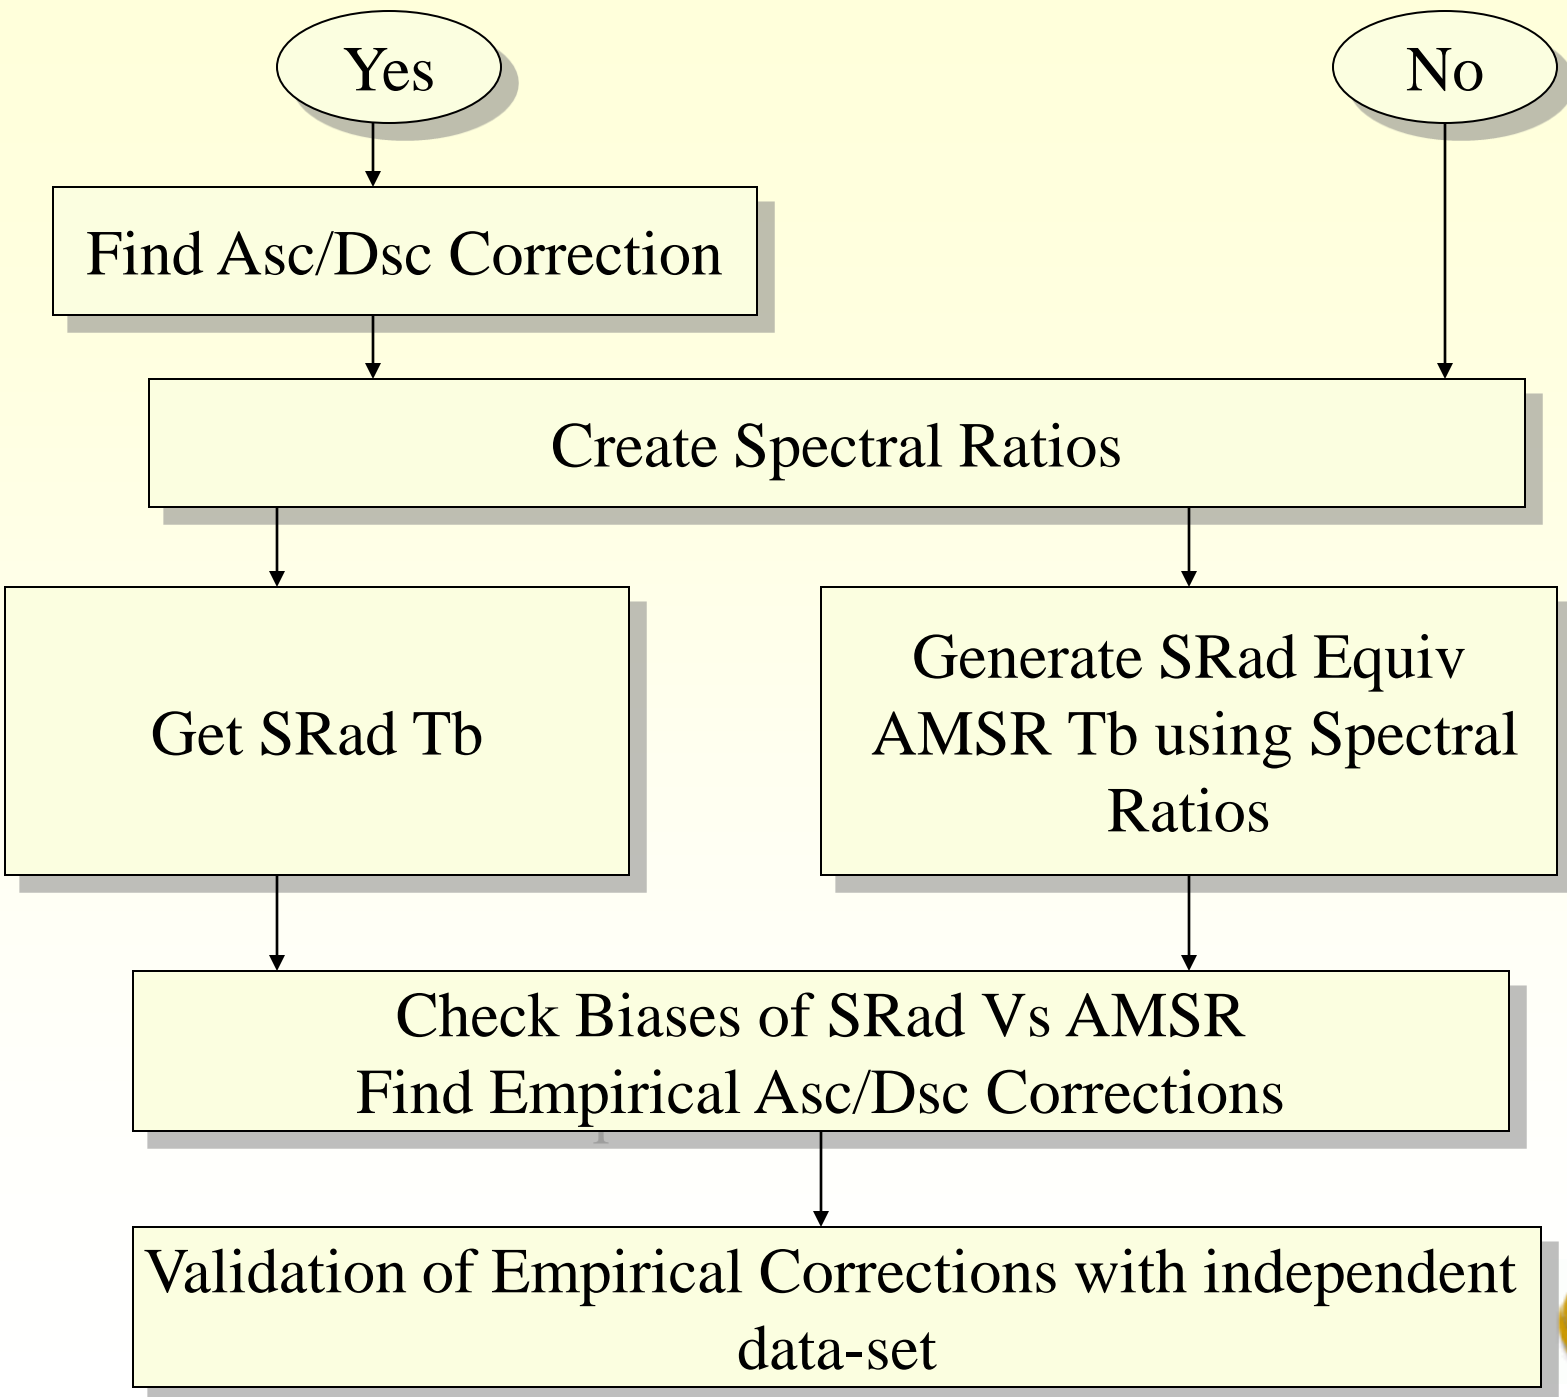 Yes
No
Find Asc/Dsc Correction
Create Spectral Ratios
Get SRad Tb
Generate SRad Equiv
AMSR Tb using Spectral
Ratios
Check Biases of SRad Vs AMSR
Find Empirical Asc/Dsc Corrections
Validation of Empirical Corrections with independent
data-set